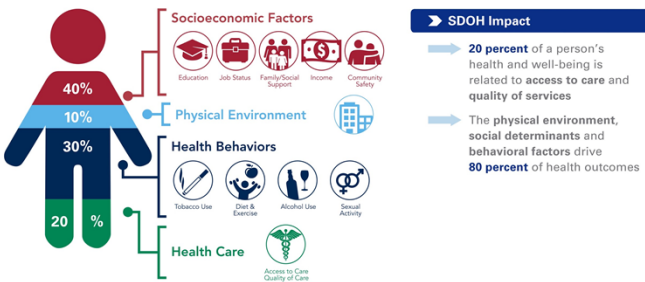 Socioeconomic Factors
Education
Job Status
Family/Social
Support
Income
Community
Safety
40%
10%
Physical Environment
30%
Health Behaviors
Tobacco Use
Diet &
Exercise
Alcohol Use
Sexual
Activity
20 %
Health Care
Access to Care
Quality of Care
SDOH Impact
20 percent of a person's
health and well-being is
related to access to care and
quality of services
The physical environment,
social determinants and
behavioral factors drive
80 percent of health outcomes